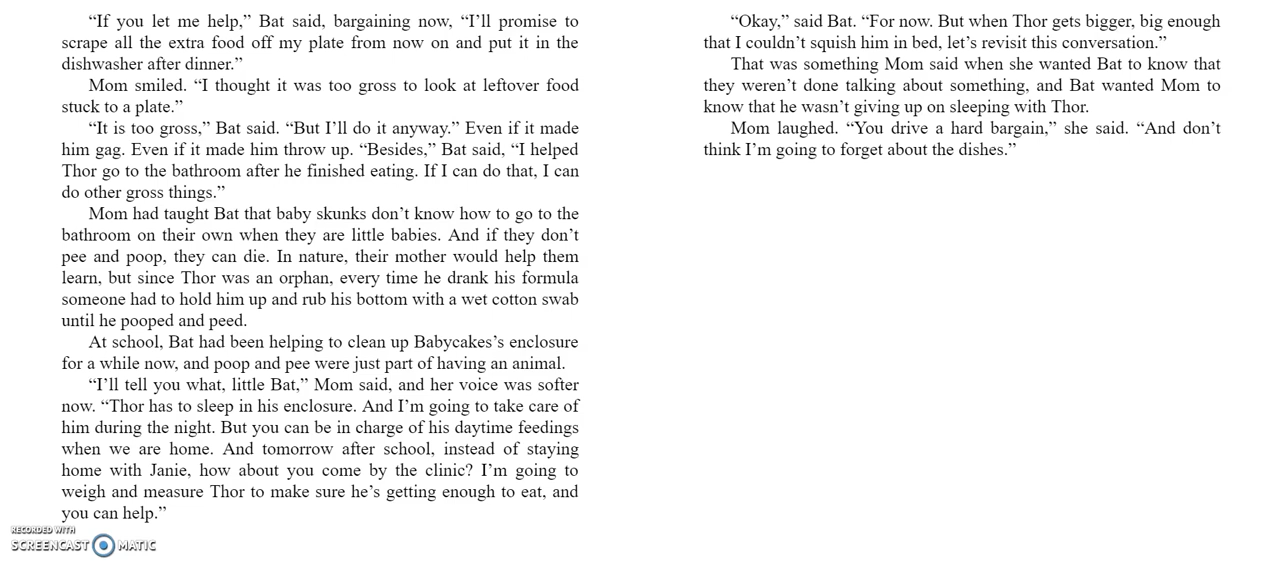 “If you let me help,” Bat said, bargaining now, “I’ll promise to
scrape all the extra food off my plate from now on and put it in the
dishwasher after dinner.”
Mom smiled. “I thought it was too gross to look at leftover food
stuck to a plate.”
“It is too gross,” Bat said. “But I’ll do it anyway.” Even if it made
him gag. Even if it made him throw up. “Besides,” Bat said, “I helped
Thor go to the bathroom after he finished eating. If I can do that, I can
do other gross things.”
Mom had taught Bat that baby skunks don’t know how to go to the
bathroom on their own when they are little babies. And if they don’t
pee and poop, they can die. In nature, their mother would help them
learn, but since Thor was an orphan, every time he drank his formula
someone had to hold him up and rub his bottom with a wet cotton swab
until he pooped and peed.
At school, Bat had been helping to clean up Babycakes’s enclosure
for a while now, and poop and pee were just part of having an animal.
“I’ll tell you what, little Bat,” Mom said, and her voice was softer
now. “Thor has to sleep in his enclosure. And I’m going to take care of
him during the night. But you can be in charge of his daytime feedings
when we are home. And tomorrow after school, instead of staying
home with Janie, how about you come by the clinic? I’m going to
weigh and measure Thor to make sure he’s getting enough to eat, and
you can help.”
“Okay,” said Bat. “For now. But when Thor gets bigger, big enough
that I couldn’t squish him in bed, let’s revisit this conversation.”
That was something Mom said when she wanted Bat to know that
they weren’t done talking about something, and Bat wanted Mom to
know that he wasn’t giving up on sleeping with Thor.
Mom laughed. “You drive a hard bargain,” she said. “And don’t
think I’m going to forget about the dishes.”
RECORDED WITH
SCREENCAST MATIC